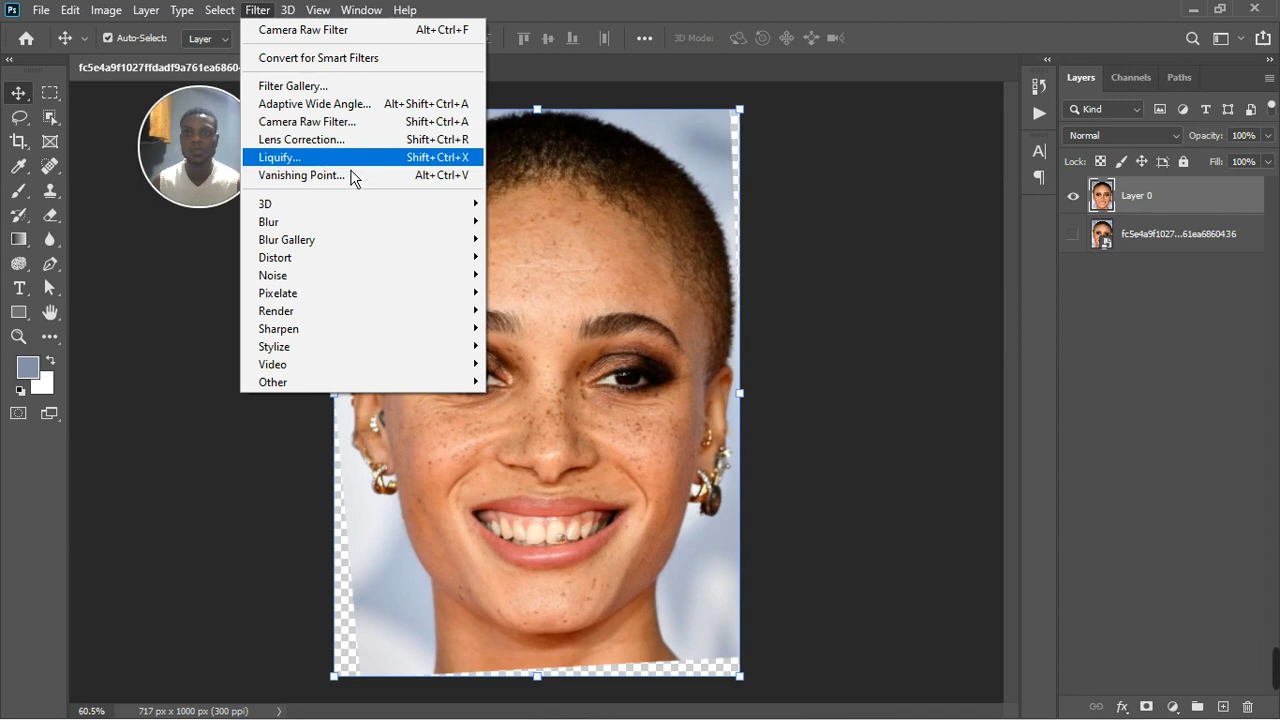 Ps File Edit Image Layer Type Select Filter 3D View Window Help
Auto-Select: Layer
3D Mode:
fc5e4a9f1027ffdadf9a761ea68604
Camera Raw Filter Alt+Ctrl+F
Convert for Smart Filters
Filter Gallery...
Adaptive Wide Angle... Alt+Shift+Ctrl+A
Camera Raw Filter... Shift+Ctrl+A
Lens Correction... Shift+Ctrl+R
Liquify... Shift+Ctrl+X
Vanishing Point... Alt+Ctrl+V
3D
Blur
Blur Gallery
Distort
Noise
Pixelate
Render
Sharpen
Stylize
Video
Other
Layers Channels Paths
Kind
Normal Opacity: 100%
Lock: Fill: 100%
Layer 0
fc5e4a9f1027...61ea6860436
60.5% 717 px x 1000 px (300 ppi)